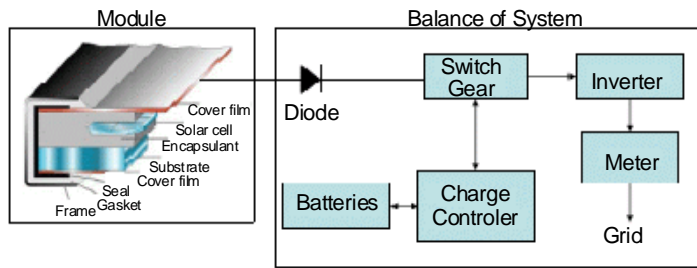 Module
Balance of System
Cover film
Solar cell
Encapsulant
Substrate
Cover film
Seal
Gasket
Frame
Diode
Switch
Gear
Inverter
Meter
Grid
Batteries
Charge
Controler